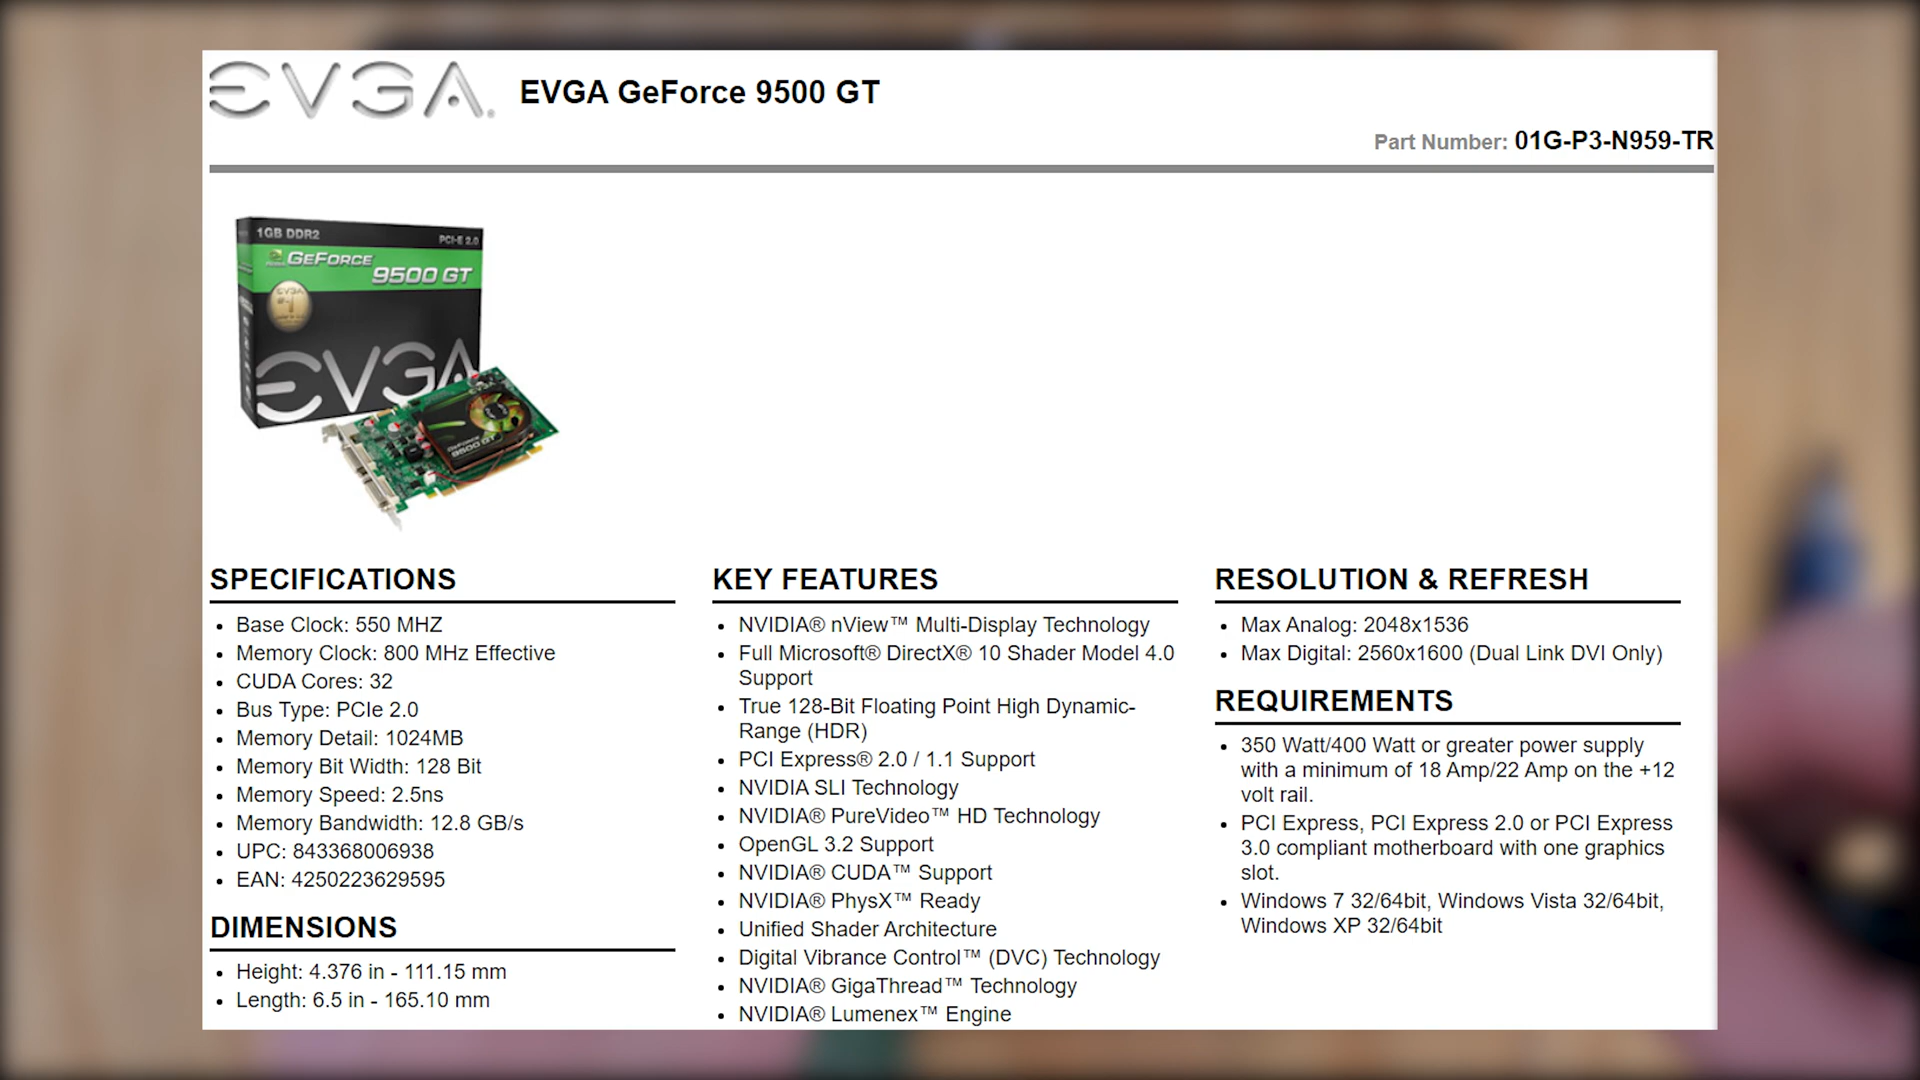 EVGA
EVGA GeForce 9500 GT
Part Number: 01G-P3-N959-TR
1GB DDR2
PCI-E 2.0
GEFORCE
9500 GT
EVGA
#1
EVGA
GEFORCE
9500 GT
SPECIFICATIONS
Base Clock: 550 MHZ
Memory Clock: 800 MHz Effective
CUDA Cores: 32
Bus Type: PCIe 2.0
Memory Detail: 1024MB
Memory Bit Width: 128 Bit
Memory Speed: 2.5ns
Memory Bandwidth: 12.8 GB/s
UPC: 843368006938
EAN: 4250223629595
DIMENSIONS
Height: 4.376 in - 111.15 mm
Length: 6.5 in - 165.10 mm
KEY FEATURES
NVIDIA® nView™ Multi-Display Technology
Full Microsoft® DirectX® 10 Shader Model 4.0
Support
True 128-Bit Floating Point High Dynamic-
Range (HDR)
PCI Express® 2.0 / 1.1 Support
NVIDIA SLI Technology
NVIDIA® PureVideo™ HD Technology
OpenGL 3.2 Support
NVIDIA® CUDA™ Support
NVIDIA® PhysX™ Ready
Unified Shader Architecture
Digital Vibrance Control™ (DVC) Technology
NVIDIA® GigaThread™ Technology
NVIDIA® Lumenex™ Engine
RESOLUTION & REFRESH
Max Analog: 2048x1536
Max Digital: 2560x1600 (Dual Link DVI Only)
REQUIREMENTS
350 Watt/400 Watt or greater power supply
with a minimum of 18 Amp/22 Amp on the +12
volt rail.
PCI Express, PCI Express 2.0 or PCI Express
3.0 compliant motherboard with one graphics
slot.
Windows 7 32/64bit, Windows Vista 32/64bit,
Windows XP 32/64bit